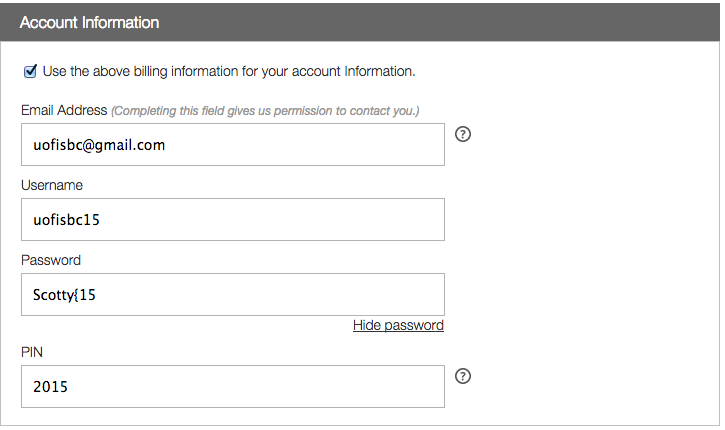 Account Information
Use the above billing information for your account Information.
Email Address (Completing this field gives us permission to contact you.)
uofisbc@gmail.com
?
Username
uofisbc15
Password
Scotty{15
Hide password
PIN
2015
?